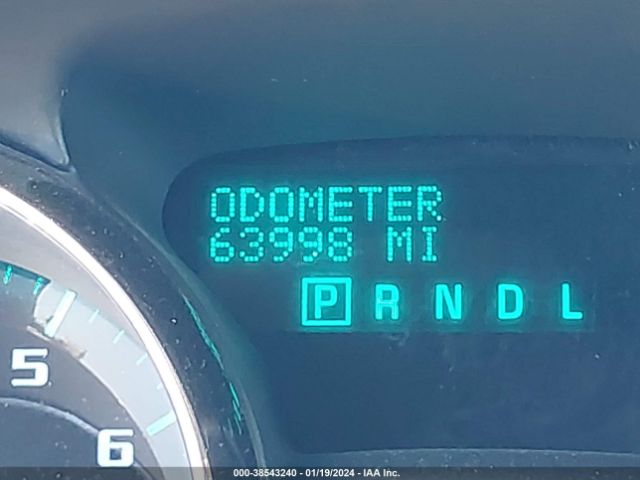 ODOMETER
63998 MI
P R N D L
5
6
000-38543240 - 01/19/2024 - IAA Inc.